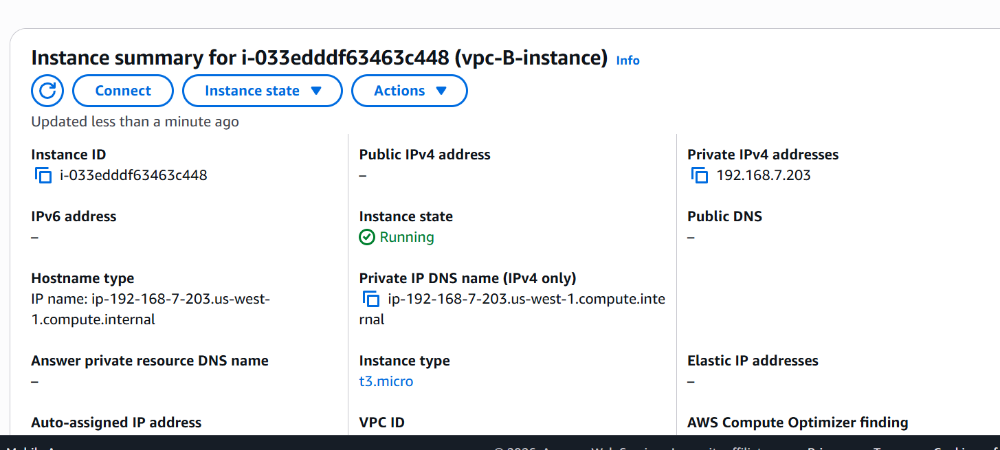 Instance summary for i-033edddf63463c448 (vpc-B-instance) Info
Connect Instance state Actions
Updated less than a minute ago
Instance ID
i-033edddf63463c448
Public IPv4 address
–
Private IPv4 addresses
192.168.7.203
IPv6 address
–
Instance state
Running
Public DNS
–
Hostname type
IP name: ip-192-168-7-203.us-west-
1.compute.internal
Private IP DNS name (IPv4 only)
ip-192-168-7-203.us-west-1.compute.inte
rnal
Answer private resource DNS name
–
Instance type
t3.micro
Elastic IP addresses
–
Auto-assigned IP address
VPC ID
AWS Compute Optimizer finding